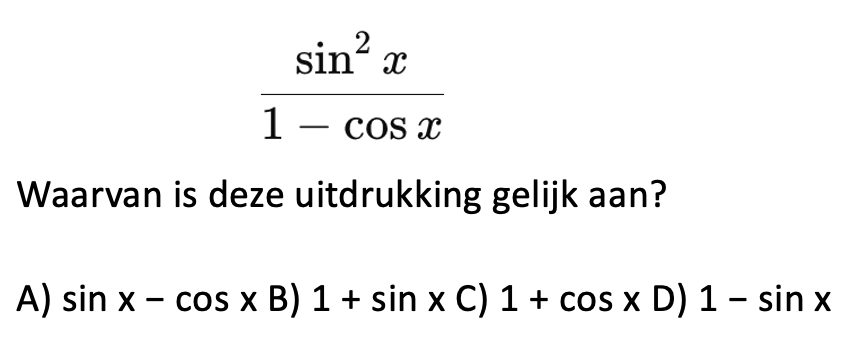 sin² x
1 − cos x
Waarvan is deze uitdrukking gelijk aan?
A) sin x − cos x B) 1 + sin x C) 1 + cos x D) 1 − sin x